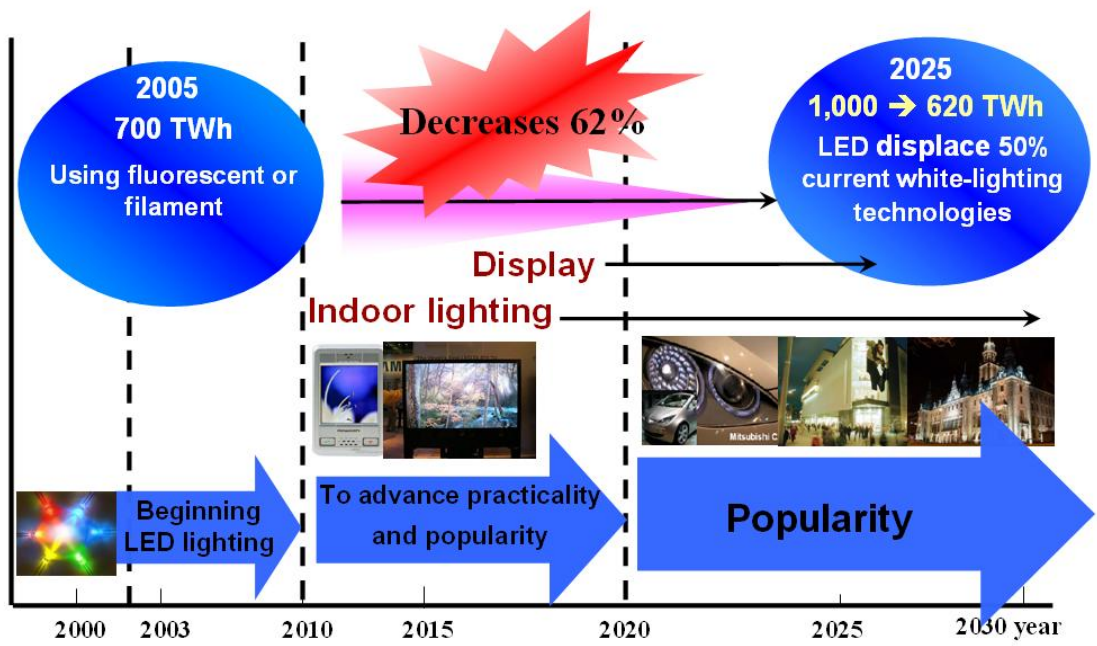 2005
700 TWh
Using fluorescent or
filament
Decreases 62%
2025
1,000 ➔ 620 TWh
LED displace 50%
current white-lighting
technologies
Display
Indoor lighting
Mitsubishi C
Beginning
LED lighting
To advance practicality
and popularity
Popularity
2000 2003 2010 2015 2020 2025 2030 year